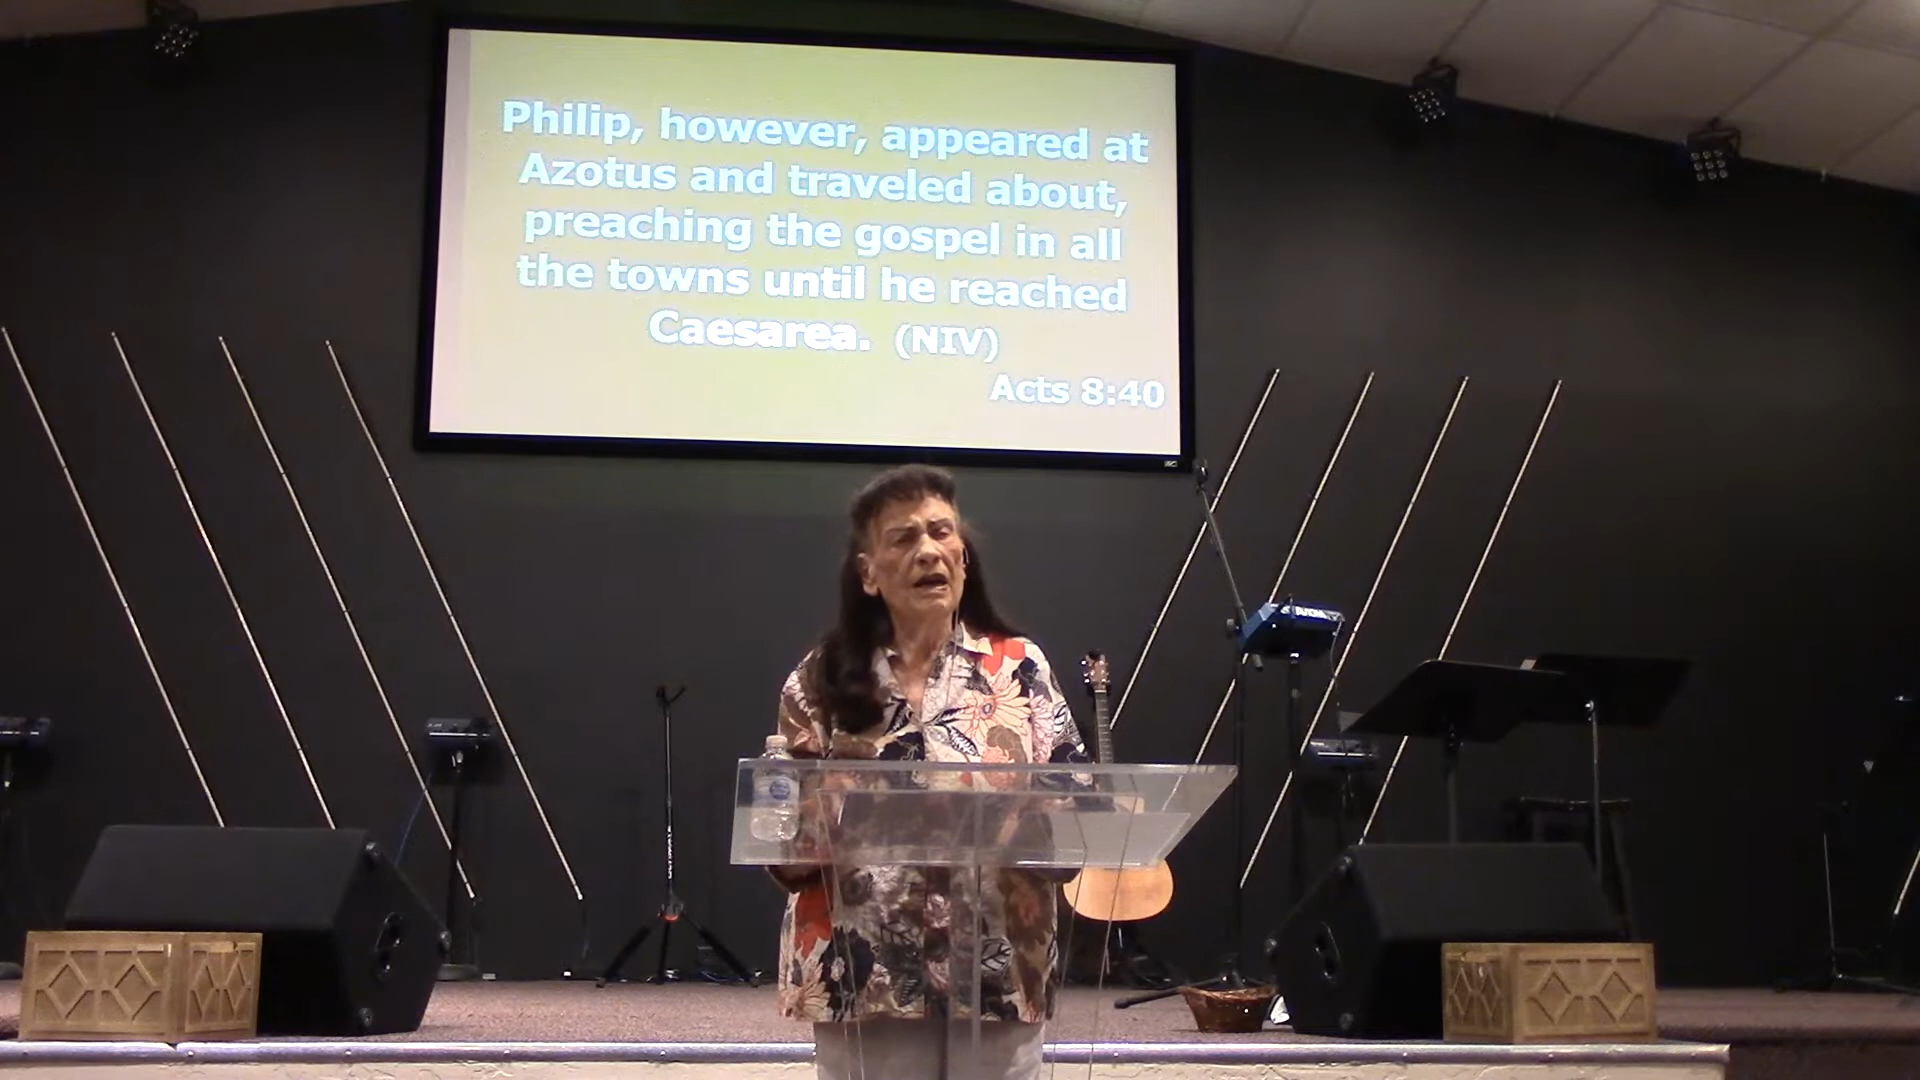 Philip, however, appeared at
Azotus and traveled about,
preaching the gospel in all
the towns until he reached
Caesarea. (NIV)
Acts 8:40